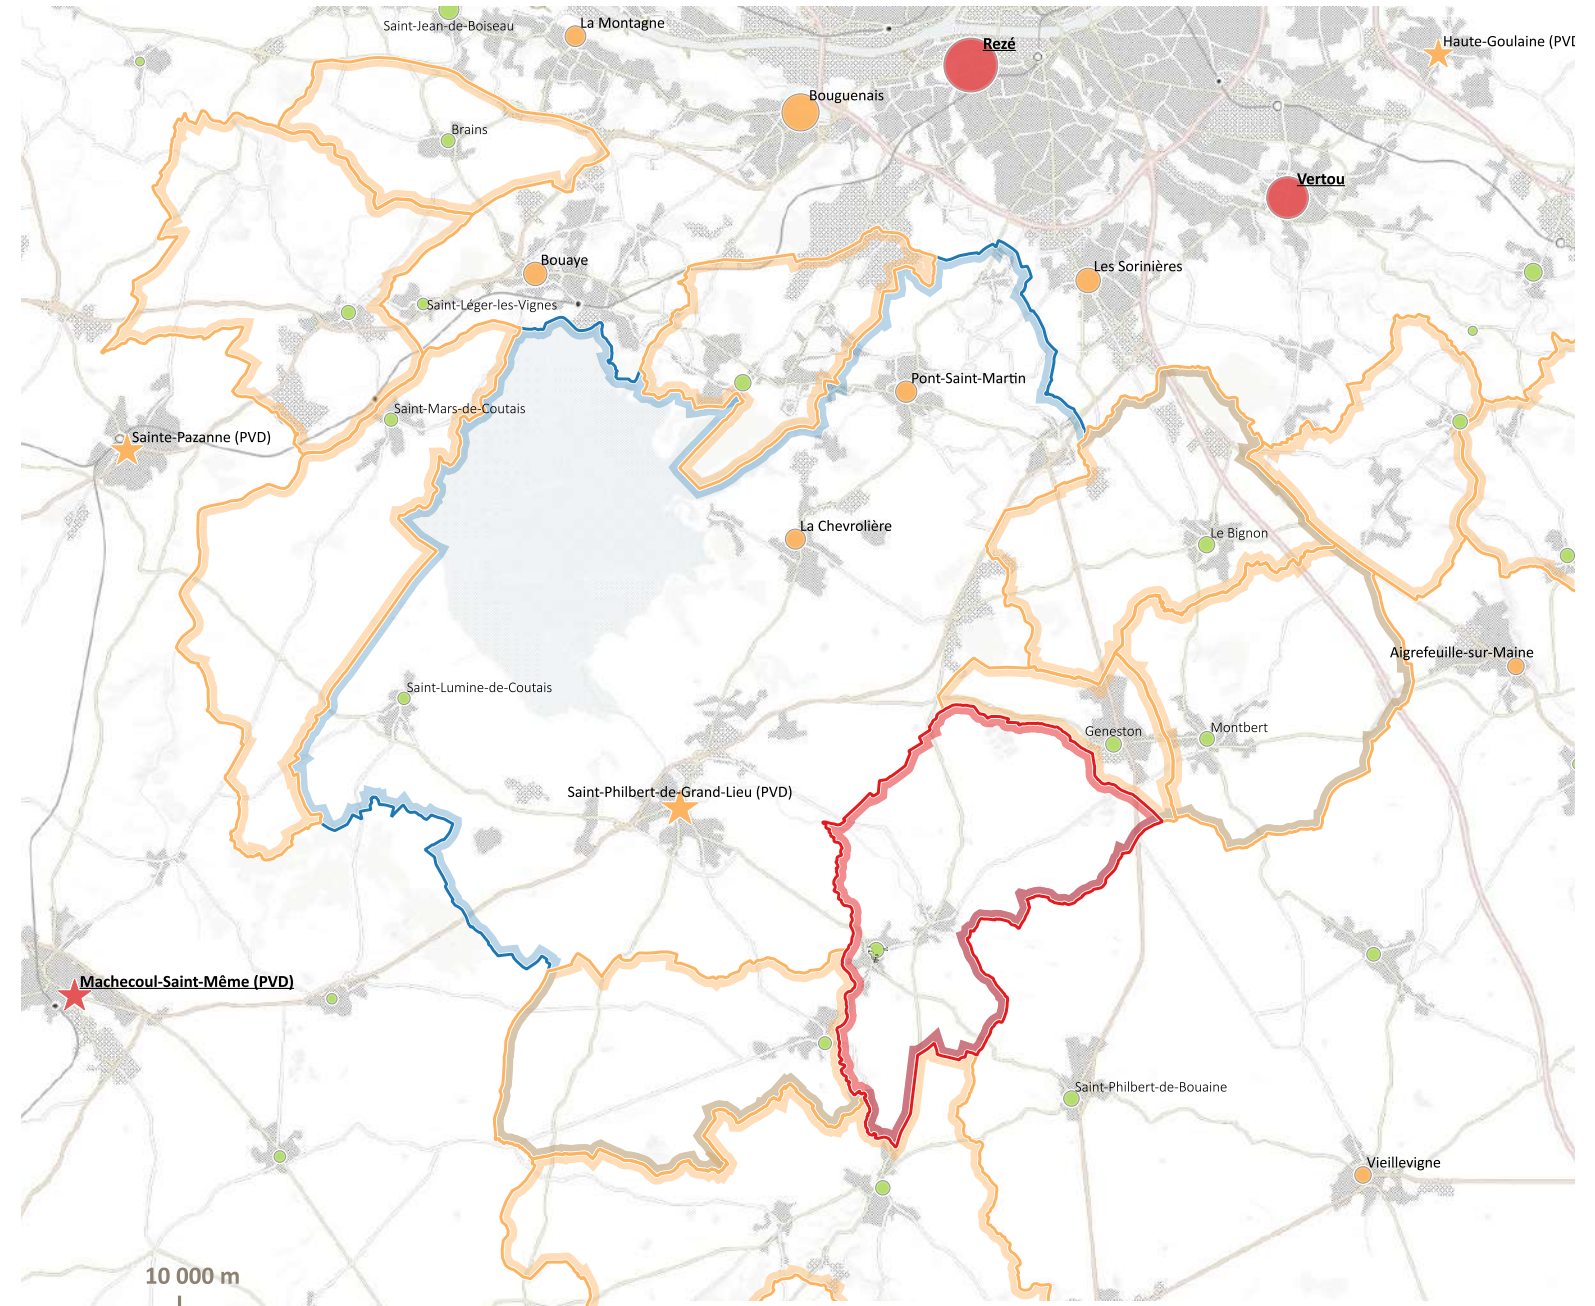 Saint-Jean-de-Boiseau
La Montagne
Rezé
Haute-Goulaine (PVD
Bouguenais
Brains
Vertou
Bouaye
Les Sorinières
Saint-Léger-les-Vignes
Pont-Saint-Martin
Saint-Mars-de-Coutais
Sainte-Pazanne (PVD)
La Chevrolière
Le Bignon
Aigrefeuille-sur-Maine
Saint-Lumine-de-Coutais
Geneston
Montbert
Saint-Philbert-de-Grand-Lieu (PVD)
Machecoul-Saint-Même (PVD)
Saint-Philbert-de-Bouaine
Vieillevigne
10 000 m